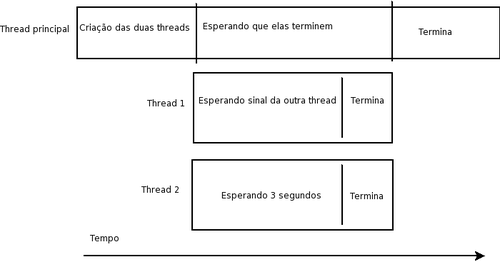 Thread principal
Criação das duas threads
Esperando que elas terminem
Termina
Thread 1
Esperando sinal da outra thread
Termina
Thread 2
Esperando 3 segundos
Termina
Tempo